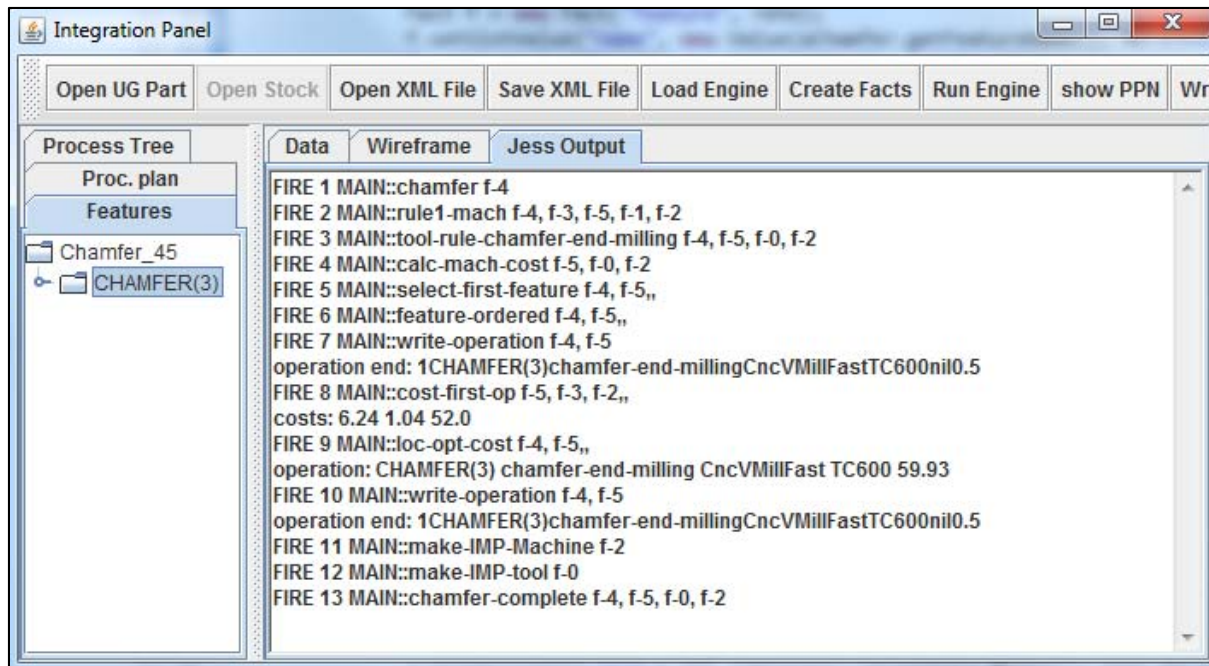 Integration Panel
Open UG Part Open Stock Open XML File Save XML File Load Engine Create Facts Run Engine show PPN Wr
Process Tree
Proc. plan
Features
Chamfer_45
CHAMFER(3)
Data Wireframe Jess Output
FIRE 1 MAIN::chamfer f-4
FIRE 2 MAIN::rule1-mach f-4, f-3, f-5, f-1, f-2
FIRE 3 MAIN::tool-rule-chamfer-end-milling f-4, f-5, f-0, f-2
FIRE 4 MAIN::calc-mach-cost f-5, f-0, f-2
FIRE 5 MAIN::select-first-feature f-4, f-5,,
FIRE 6 MAIN::feature-ordered f-4, f-5,,
FIRE 7 MAIN::write-operation f-4, f-5
operation end: 1CHAMFER(3)chamfer-end-millingCncVMillFastTC600nil0.5
FIRE 8 MAIN::cost-first-op f-5, f-3, f-2,,
costs: 6.24 1.04 52.0
FIRE 9 MAIN::loc-opt-cost f-4, f-5,,
operation: CHAMFER(3) chamfer-end-milling CncVMillFast TC600 59.93
FIRE 10 MAIN::write-operation f-4, f-5
operation end: 1CHAMFER(3)chamfer-end-millingCncVMillFastTC600nil0.5
FIRE 11 MAIN::make-IMP-Machine f-2
FIRE 12 MAIN::make-IMP-tool f-0
FIRE 13 MAIN::chamfer-complete f-4, f-5, f-0, f-2